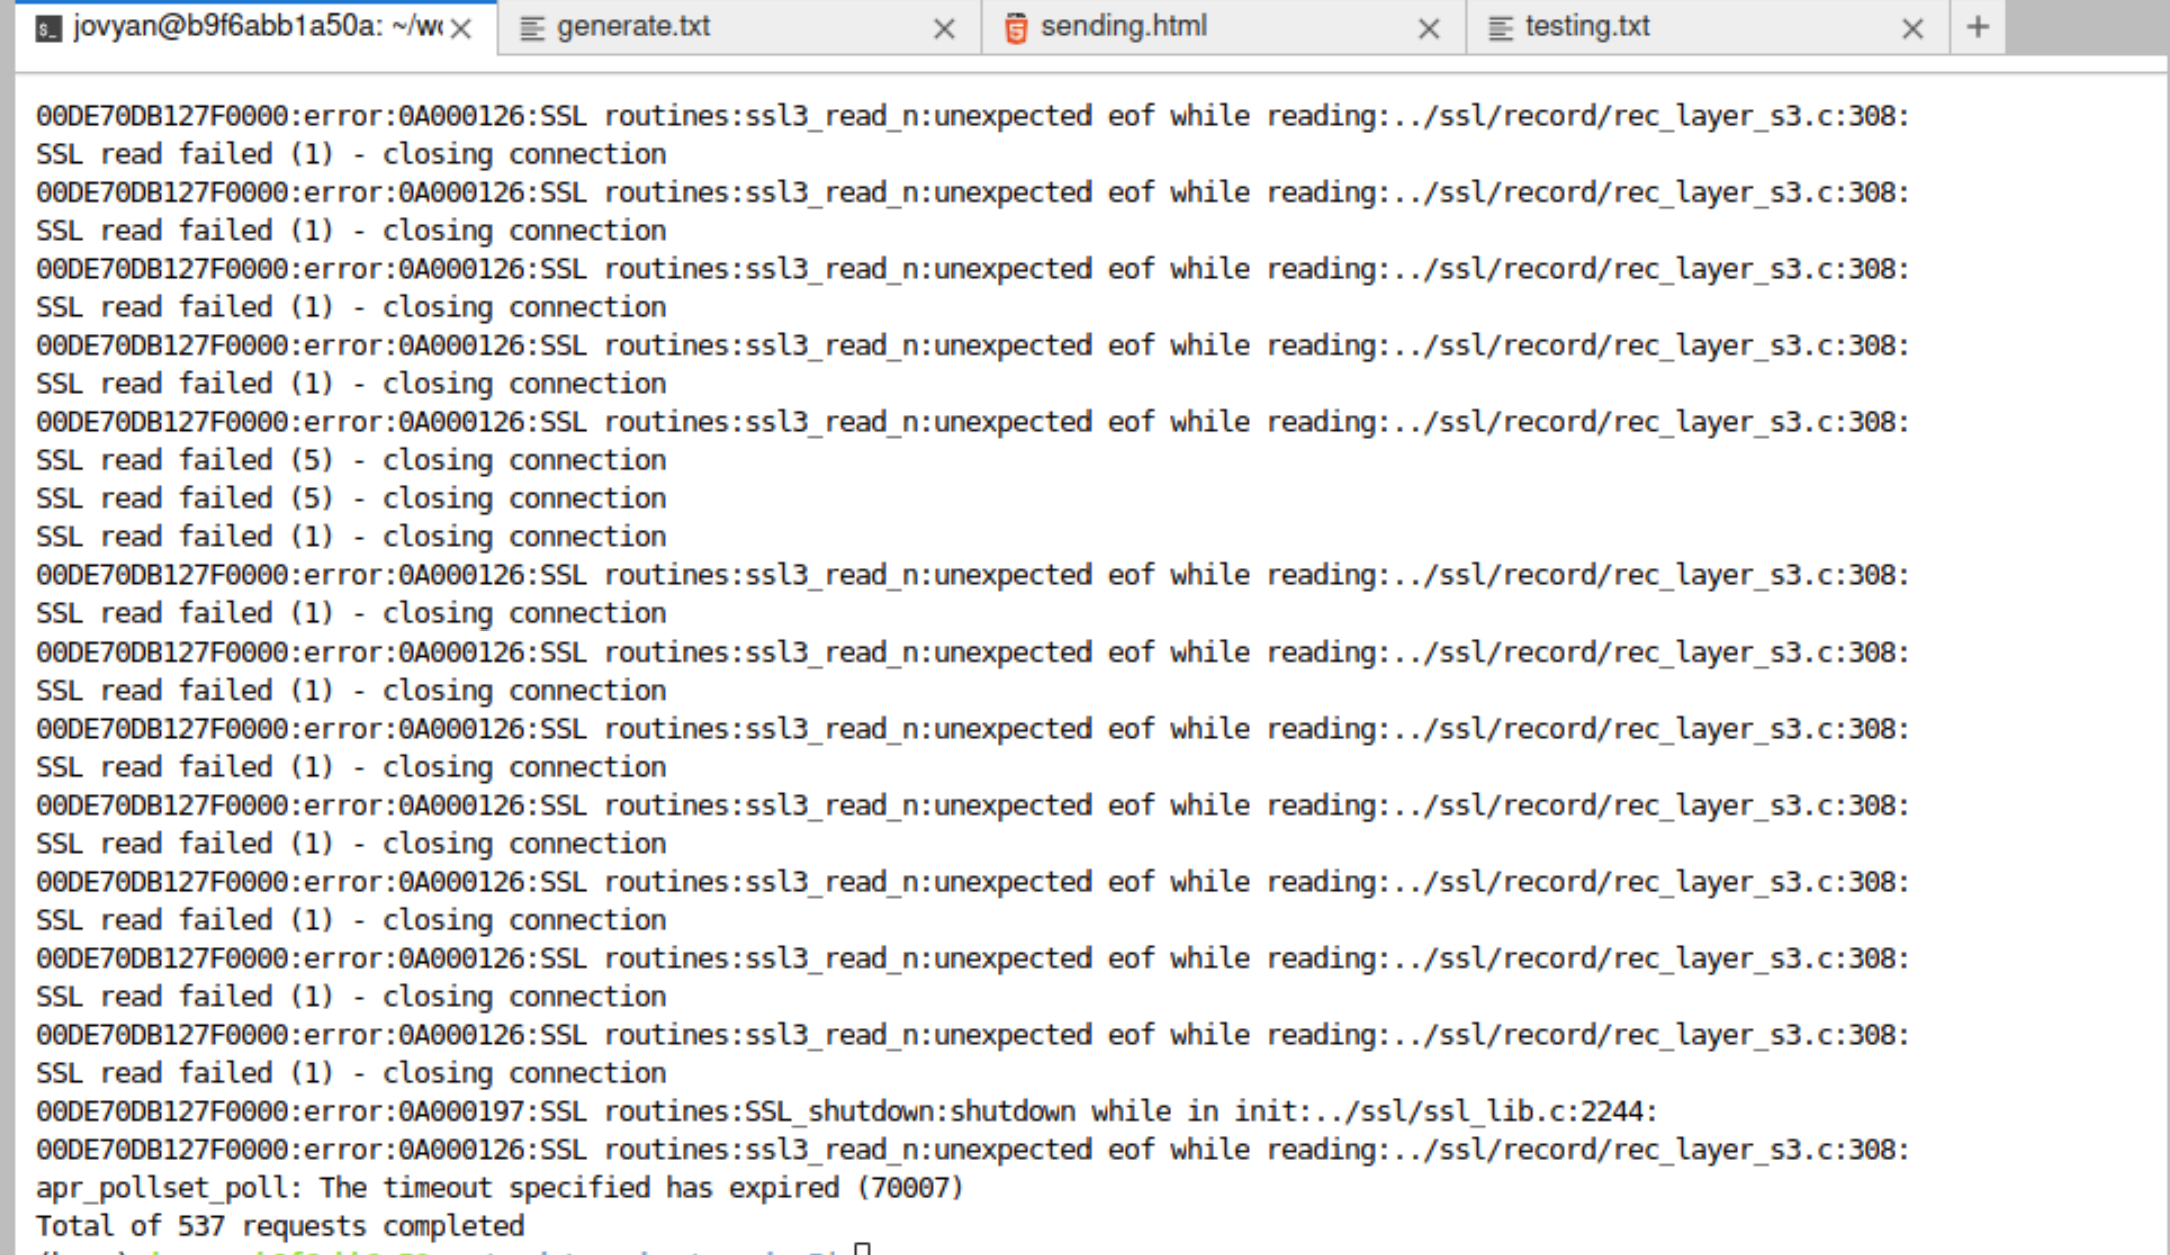 jovyan@b9f6abb1a50a: ~/wo
generate.txt
sending.html
testing.txt
00DE70DB127F0000:error:0A000126:SSL routines:ssl3_read_n:unexpected eof while reading:../ssl/record/rec_layer_s3.c:308:
SSL read failed (1) - closing connection
00DE70DB127F0000:error:0A000126:SSL routines:ssl3_read_n:unexpected eof while reading:../ssl/record/rec_layer_s3.c:308:
SSL read failed (1) - closing connection
00DE70DB127F0000:error:0A000126:SSL routines:ssl3_read_n:unexpected eof while reading:../ssl/record/rec_layer_s3.c:308:
SSL read failed (1) - closing connection
00DE70DB127F0000:error:0A000126:SSL routines:ssl3_read_n:unexpected eof while reading:../ssl/record/rec_layer_s3.c:308:
SSL read failed (1) - closing connection
00DE70DB127F0000:error:0A000126:SSL routines:ssl3_read_n:unexpected eof while reading:../ssl/record/rec_layer_s3.c:308:
SSL read failed (5) - closing connection
SSL read failed (5) - closing connection
SSL read failed (1) - closing connection
00DE70DB127F0000:error:0A000126:SSL routines:ssl3_read_n:unexpected eof while reading:../ssl/record/rec_layer_s3.c:308:
SSL read failed (1) - closing connection
00DE70DB127F0000:error:0A000126:SSL routines:ssl3_read_n:unexpected eof while reading:../ssl/record/rec_layer_s3.c:308:
SSL read failed (1) - closing connection
00DE70DB127F0000:error:0A000126:SSL routines:ssl3_read_n:unexpected eof while reading:../ssl/record/rec_layer_s3.c:308:
SSL read failed (1) - closing connection
00DE70DB127F0000:error:0A000126:SSL routines:ssl3_read_n:unexpected eof while reading:../ssl/record/rec_layer_s3.c:308:
SSL read failed (1) - closing connection
00DE70DB127F0000:error:0A000126:SSL routines:ssl3_read_n:unexpected eof while reading:../ssl/record/rec_layer_s3.c:308:
SSL read failed (1) - closing connection
00DE70DB127F0000:error:0A000126:SSL routines:ssl3_read_n:unexpected eof while reading:../ssl/record/rec_layer_s3.c:308:
SSL read failed (1) - closing connection
00DE70DB127F0000:error:0A000126:SSL routines:ssl3_read_n:unexpected eof while reading:../ssl/record/rec_layer_s3.c:308:
SSL read failed (1) - closing connection
00DE70DB127F0000:error:0A000197:SSL routines:SSL_shutdown:shutdown while in init:../ssl/ssl_lib.c:2244:
00DE70DB127F0000:error:0A000126:SSL routines:ssl3_read_n:unexpected eof while reading:../ssl/record/rec_layer_s3.c:308:
apr_pollset_poll: The timeout specified has expired (70007)
Total of 537 requests completed